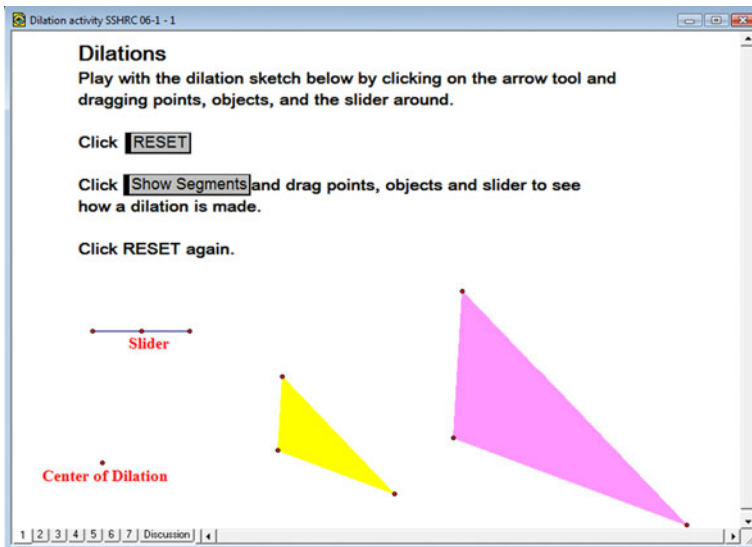 Dilation activity SSHRC 06-1 - 1
Dilations
Play with the dilation sketch below by clicking on the arrow tool and
dragging points, objects, and the slider around.
Click RESET
Click Show Segments and drag points, objects and slider to see
how a dilation is made.
Click RESET again.
Slider
Center of Dilation
1 | 2 | 3 | 4 | 5 | 6 | 7 | Discussion |